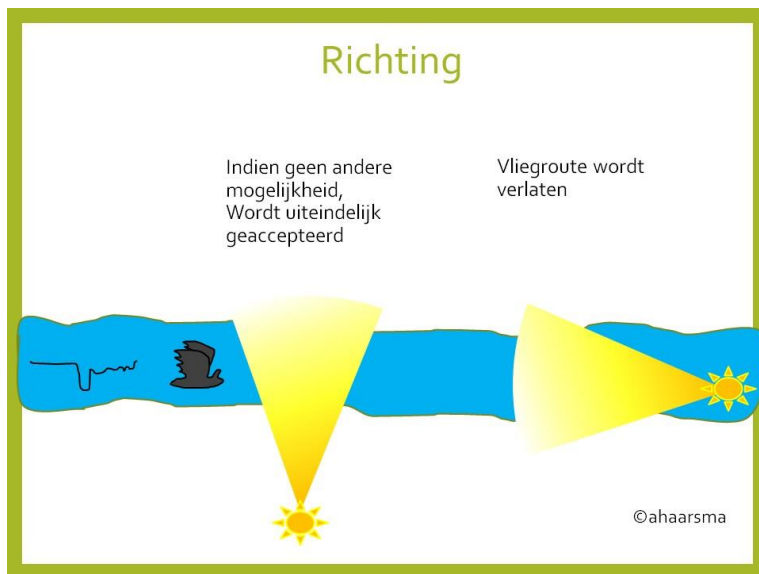 Richting
Indien geen andere
mogelijkheid,
Wordt uiteindelijk
geaccepteerd
Vliegroute wordt
verlaten
©ahaarsma